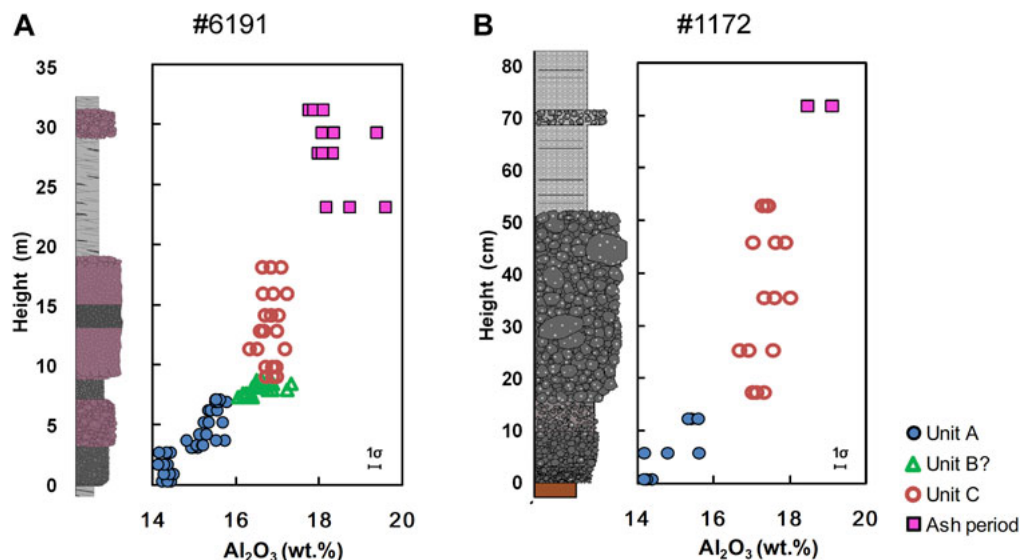 A #6191
35
30
25
20
15
10
5
0
Height (m)
1σ
14 16 18 20
Al₂O₃ (wt.%)
B #1172
80
70
60
50
40
30
20
10
0
Height (cm)
1σ
14 16 18 20
Al₂O₃ (wt.%)
Unit A
Unit B?
Unit C
Ash period